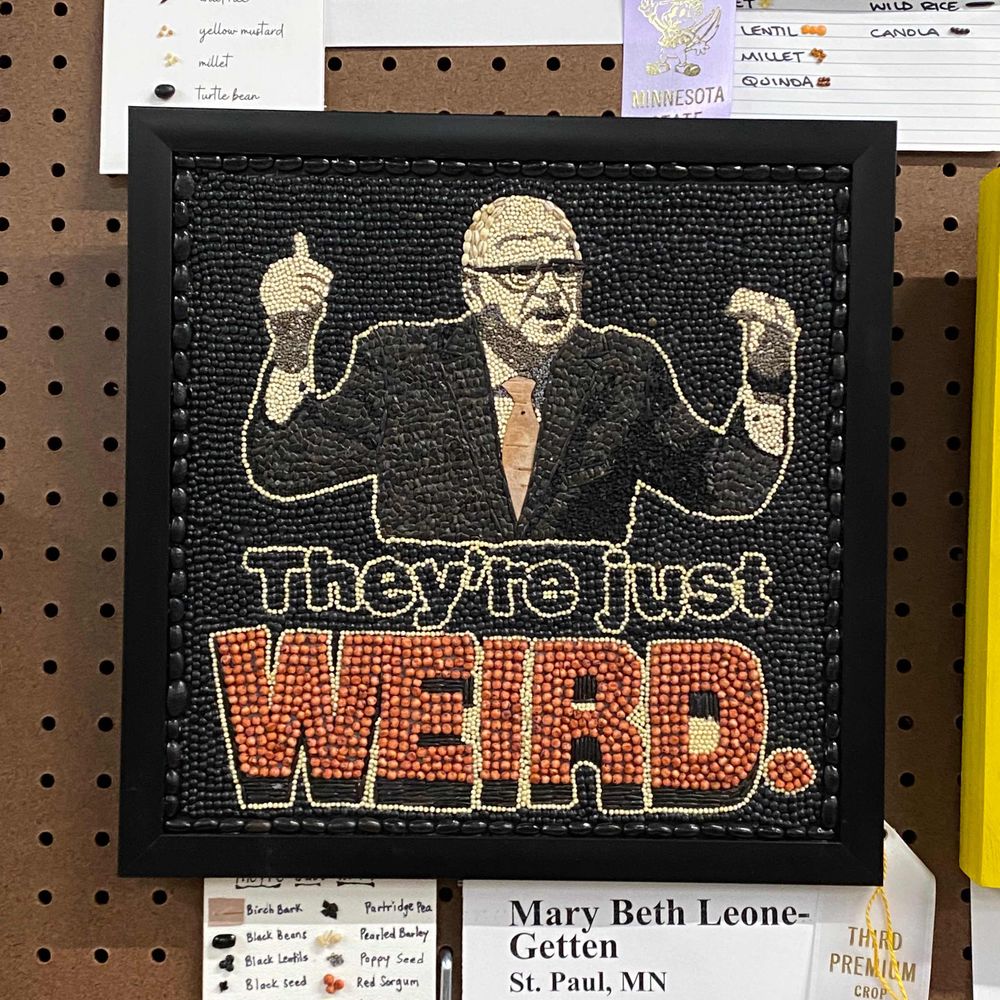 yellow mustard
millet
turtle bean
MINNESOTA
WILD RICE
LENTIL
CANOLA
MILLET
QUINOA
They're just
WEIRD.
Birch Bark
Partridge Pea
Black Beans
Pearled Barley
Black Lentils
Poppy Seed
Black seed
Red Sorgum
Mary Beth Leone-
Getten
St. Paul, MN
THIRD
PREMIUM
CROP